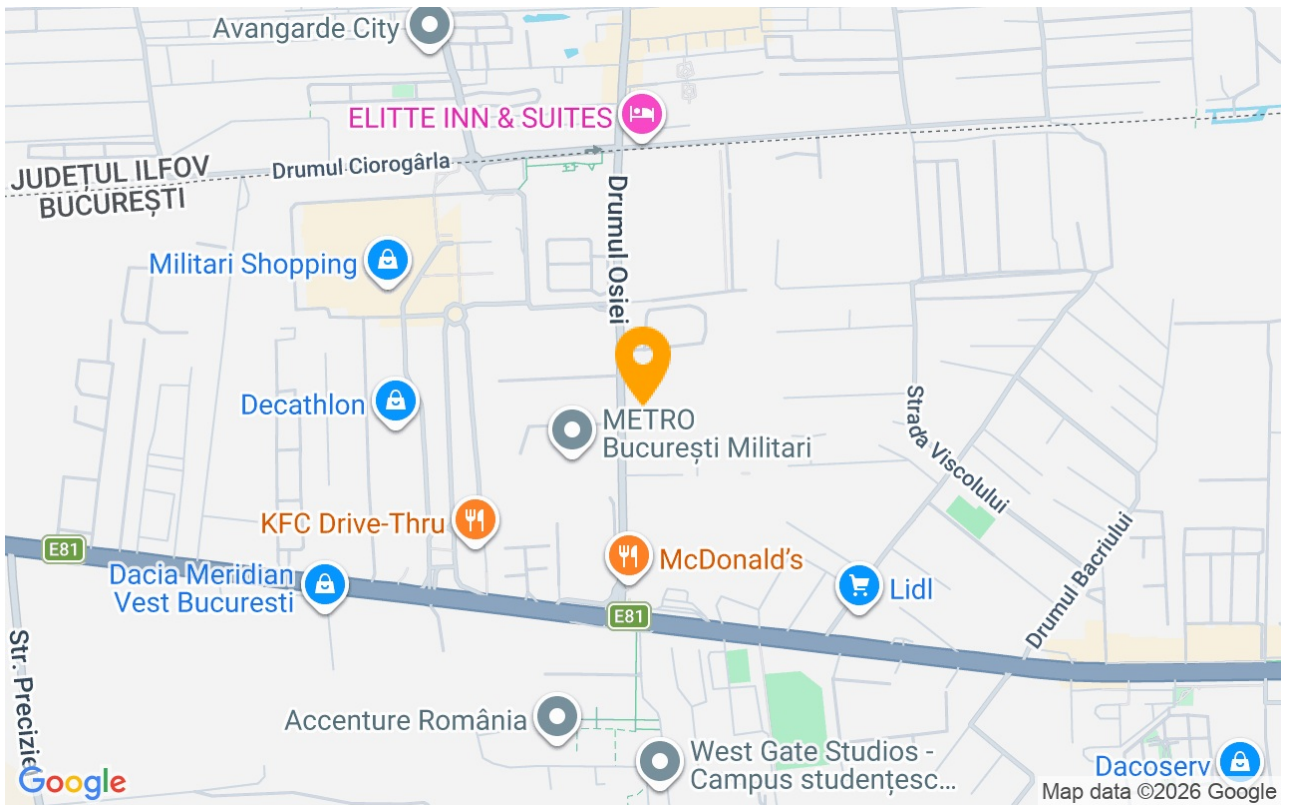 Avangarde City
ELITTE INN & SUITES
Drumul Ciorogârla
JUDEȚUL ILFOV
BUCUREȘTI
Drumul Osiei
Militari Shopping
Decathlon
METRO
București Militari
Strada Viscolului
KFC Drive-Thru
E81
McDonald's
Dacia Meridian
Vest Bucuresti
Lidl
Drumul Bacriului
E81
Str. Preciziei
Accenture România
West Gate Studios -
Campus studențesc...
Dacoserv
Google
Map data ©2026 Google